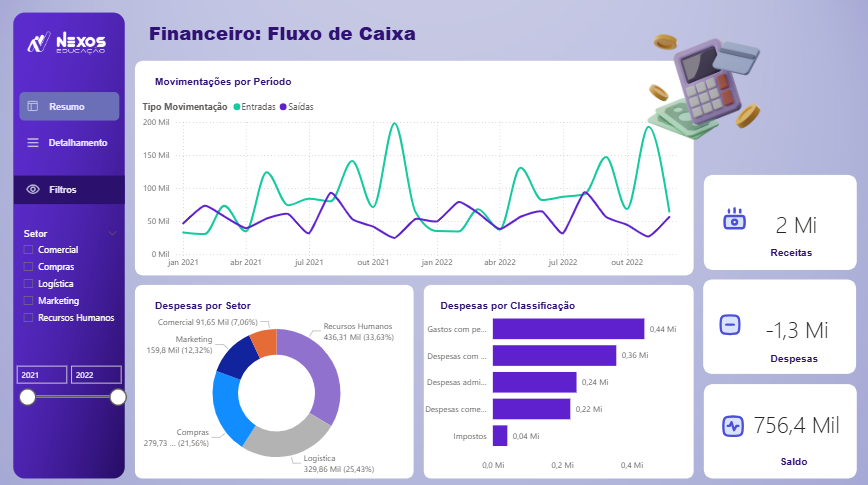 NEXOS
EDUCAÇÃO
Resumo
Detalhamento
Filtros
Setor
Comercial
Compras
Logística
Marketing
Recursos Humanos
2021
2022
Financeiro: Fluxo de Caixa
Movimentações por Período
Tipo Movimentação Entradas Saídas
200 Mil
150 Mil
100 Mil
50 Mil
0 Mil
jan 2021 abr 2021 jul 2021 out 2021 jan 2022 abr 2022 jul 2022 out 2022
Despesas por Setor
Comercial 91,65 Mil (7,06%)
Recursos Humanos
436,31 Mil (33,63%)
Marketing
159,8 Mil (12,32%)
Compras
279,73 ... (21,56%)
Logística
329,86 Mil (25,43%)
Despesas por Classificação
Gastos com pe... 0,44 Mi
Despesas com ... 0,36 Mi
Despesas admi... 0,24 Mi
Despesas come... 0,22 Mi
Impostos 0,04 Mi
0,0 Mi 0,2 Mi 0,4 Mi
2 Mi
Receitas
-1,3 Mi
Despesas
756,4 Mil
Saldo